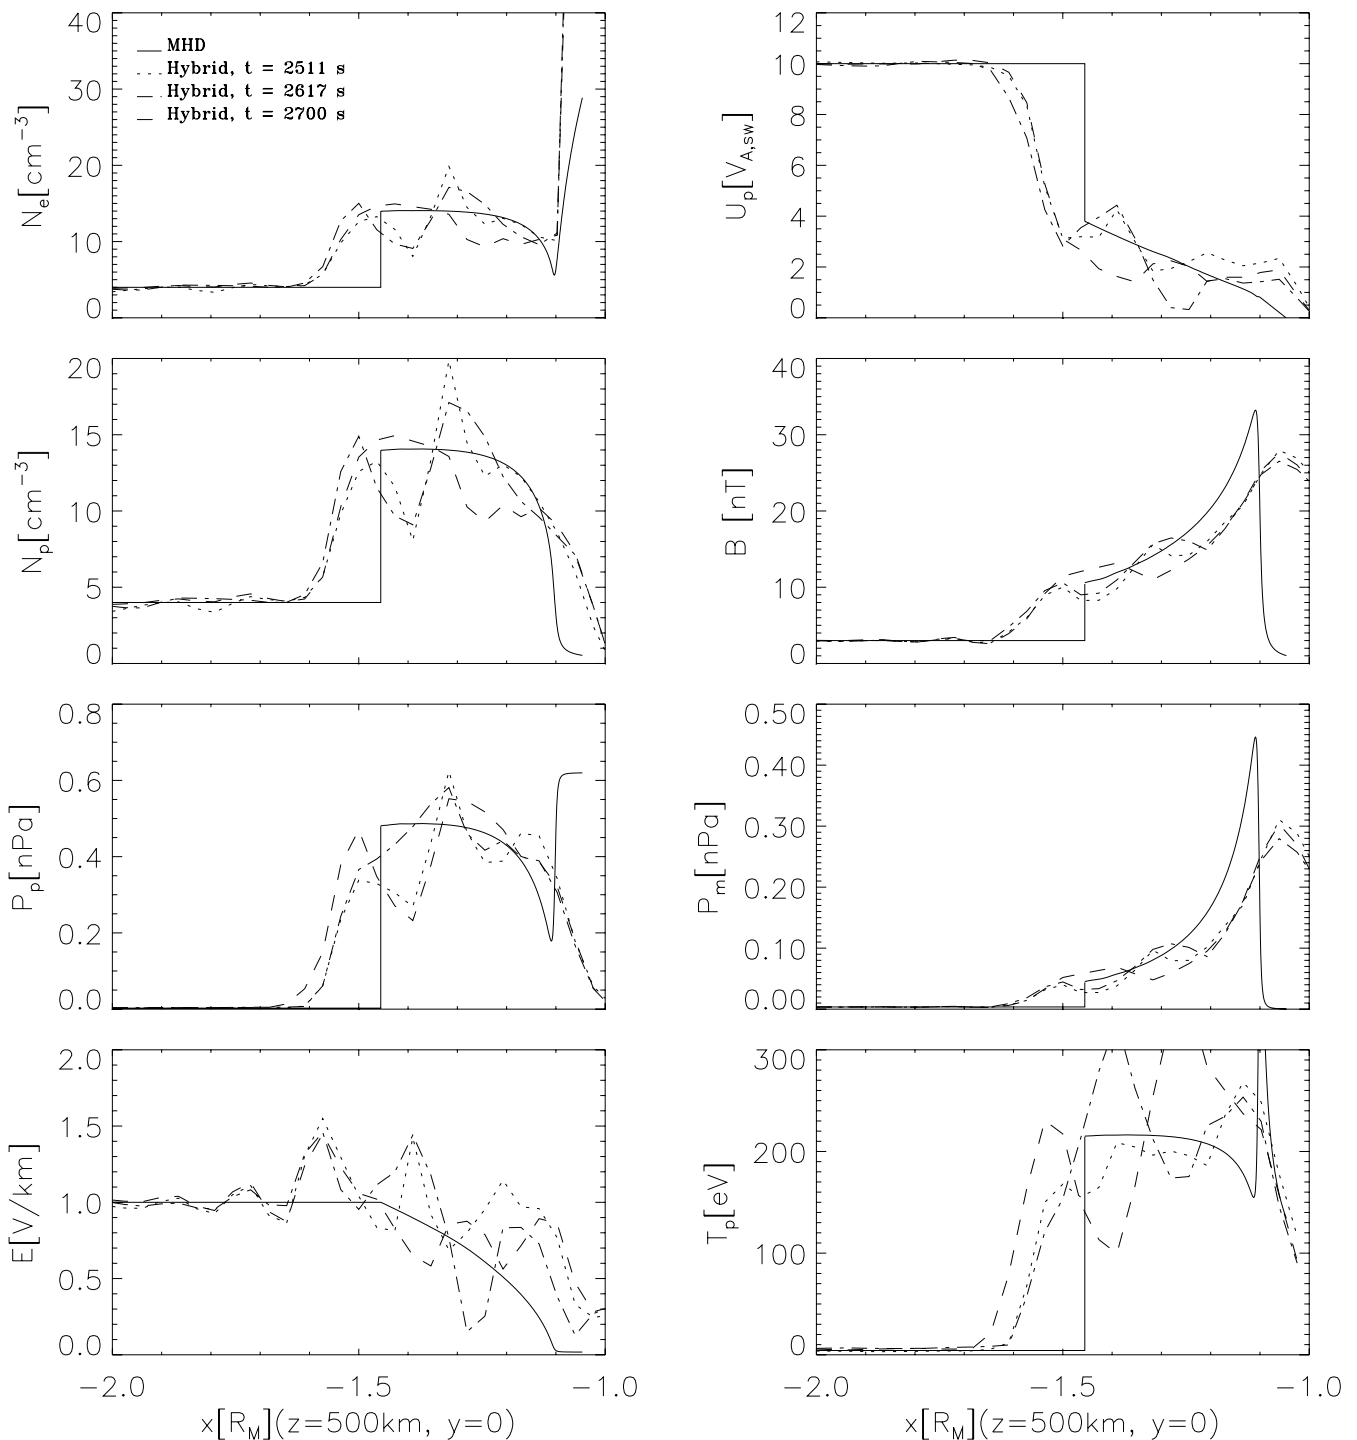 40
30
20
10
0
N_e[cm^-3]
MHD
Hybrid, t = 2511 s
Hybrid, t = 2617 s
Hybrid, t = 2700 s
12
10
8
6
4
2
0
U_p[V_A,sw]
20
15
10
5
0
N_p[cm^-3]
40
30
20
10
0
B [nT]
0.8
0.6
0.4
0.2
0.0
P_p[nPa]
0.50
0.40
0.30
0.20
0.10
0.00
P_m[nPa]
2.0
1.5
1.0
0.5
0.0
E[V/km]
-2.0 -1.5 -1.0
x[R_M](z=500km, y=0)
300
200
100
0
T_p[eV]
-2.0 -1.5 -1.0
x[R_M](z=500km, y=0)